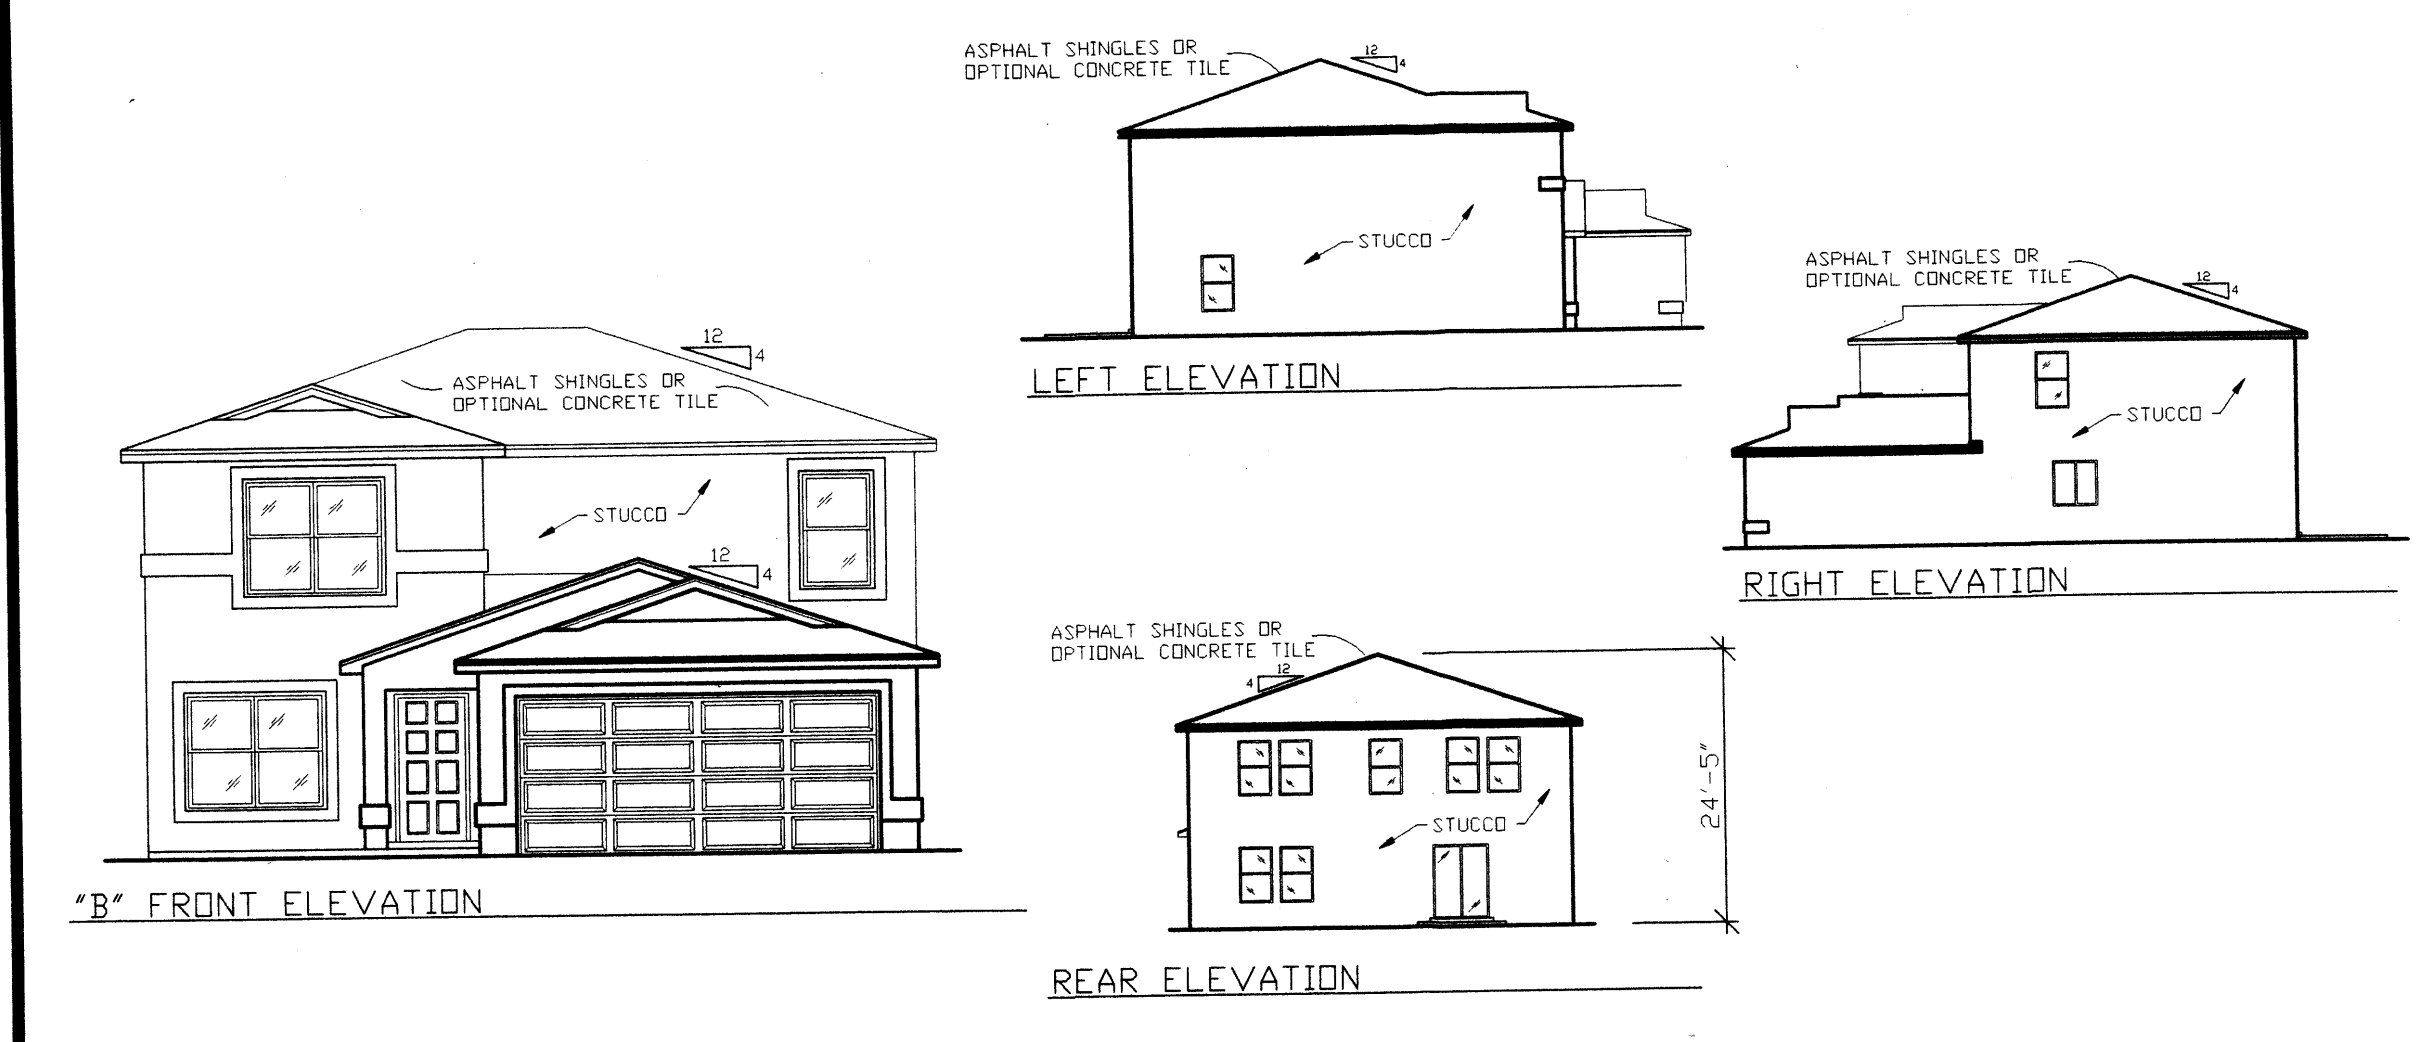 ASPHALT SHINGLES OR
OPTIONAL CONCRETE TILE
12
4
STUCCO
LEFT ELEVATION
ASPHALT SHINGLES OR
OPTIONAL CONCRETE TILE
12
4
STUCCO
RIGHT ELEVATION
12
4
ASPHALT SHINGLES OR
OPTIONAL CONCRETE TILE
STUCCO
12
4
"B" FRONT ELEVATION
ASPHALT SHINGLES OR
OPTIONAL CONCRETE TILE
12
4
STUCCO
24'-5"
REAR ELEVATION